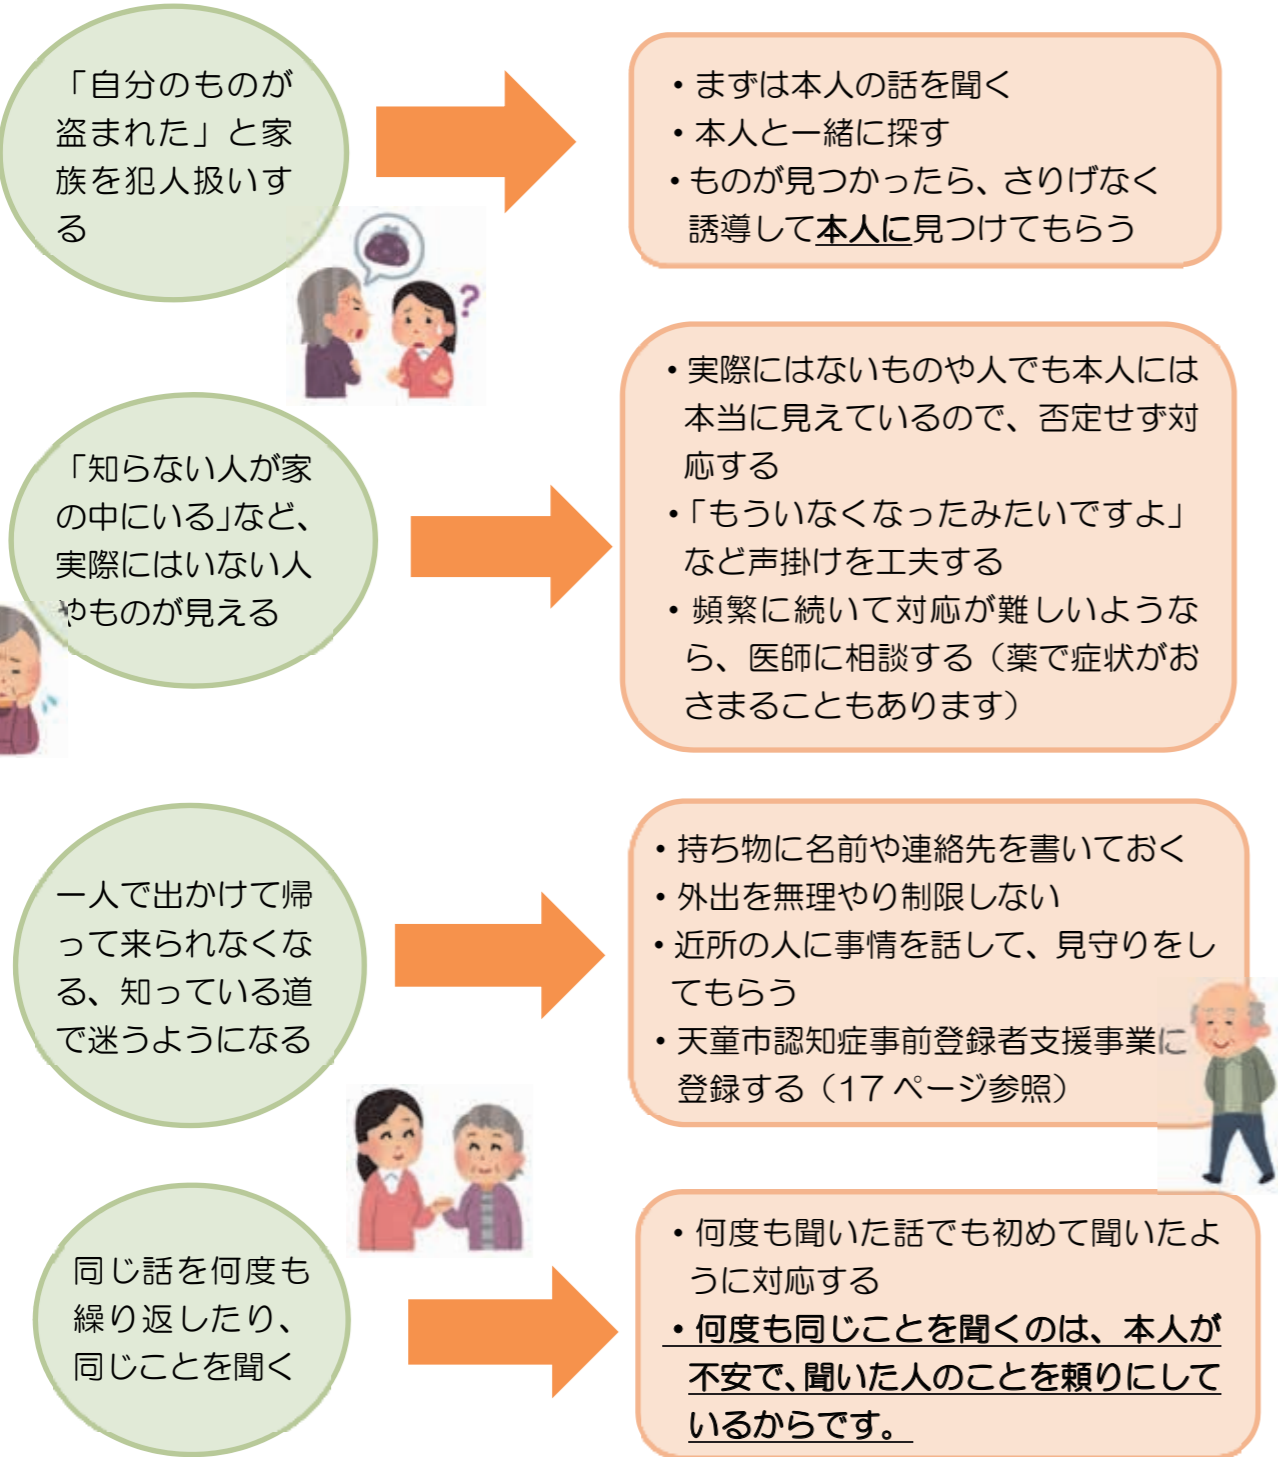 「自分のものが
盗まれた」と家
族を犯人扱いす
る
・まずは本人の話を聞く
・本人と一緒に探す
・ものが見つかったら、さりげなく
誘導して本人に見つけてもらう
?
「知らない人が家
の中にいる」など、
実際にはいない人
やものが見える
・実際にはないものや人でも本人には
本当に見えているので、否定せず対
応する
・「もういなくなったみたいですよ」
など声掛けを工夫する
・頻繁に続いて対応が難しいような
ら、医師に相談する（薬で症状がお
さまることもあります）
一人で出かけて帰
って来られなくな
る、知っている道
で迷うようになる
・持ち物に名前や連絡先を書いておく
・外出を無理やり制限しない
・近所の人に事情を話して、見守りをし
てもらう
・天童市認知症事前登録者支援事業に
登録する（17 ページ参照）
同じ話を何度も
繰り返したり、
同じことを聞く
・何度も聞いた話でも初めて聞いたよ
うに対応する
・何度も同じことを聞くのは、本人が
不安で、聞いた人のことを頼りにして
いるからです。